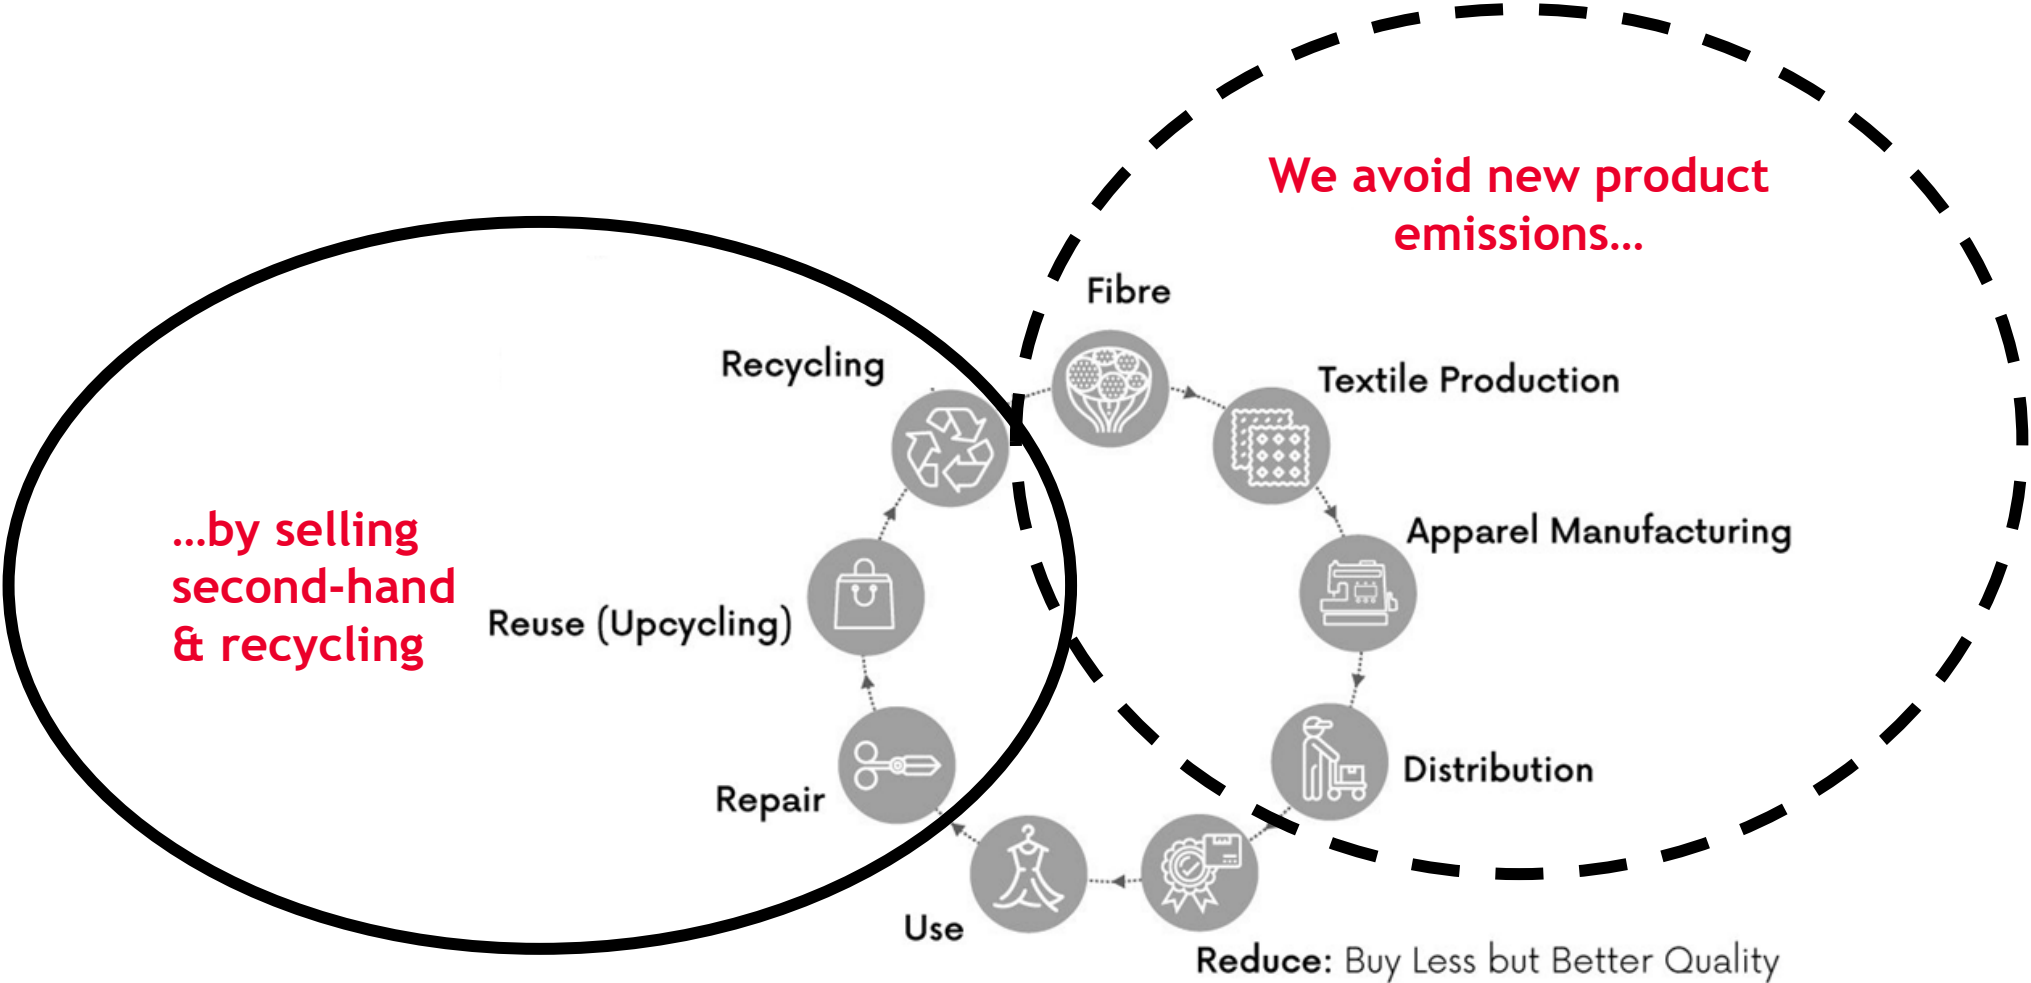 We avoid new product
emissions...
Fibre
Recycling
Textile Production
...by selling
second-hand
& recycling
Apparel Manufacturing
Reuse (Upcycling)
Distribution
Repair
Use
Reduce: Buy Less but Better Quality